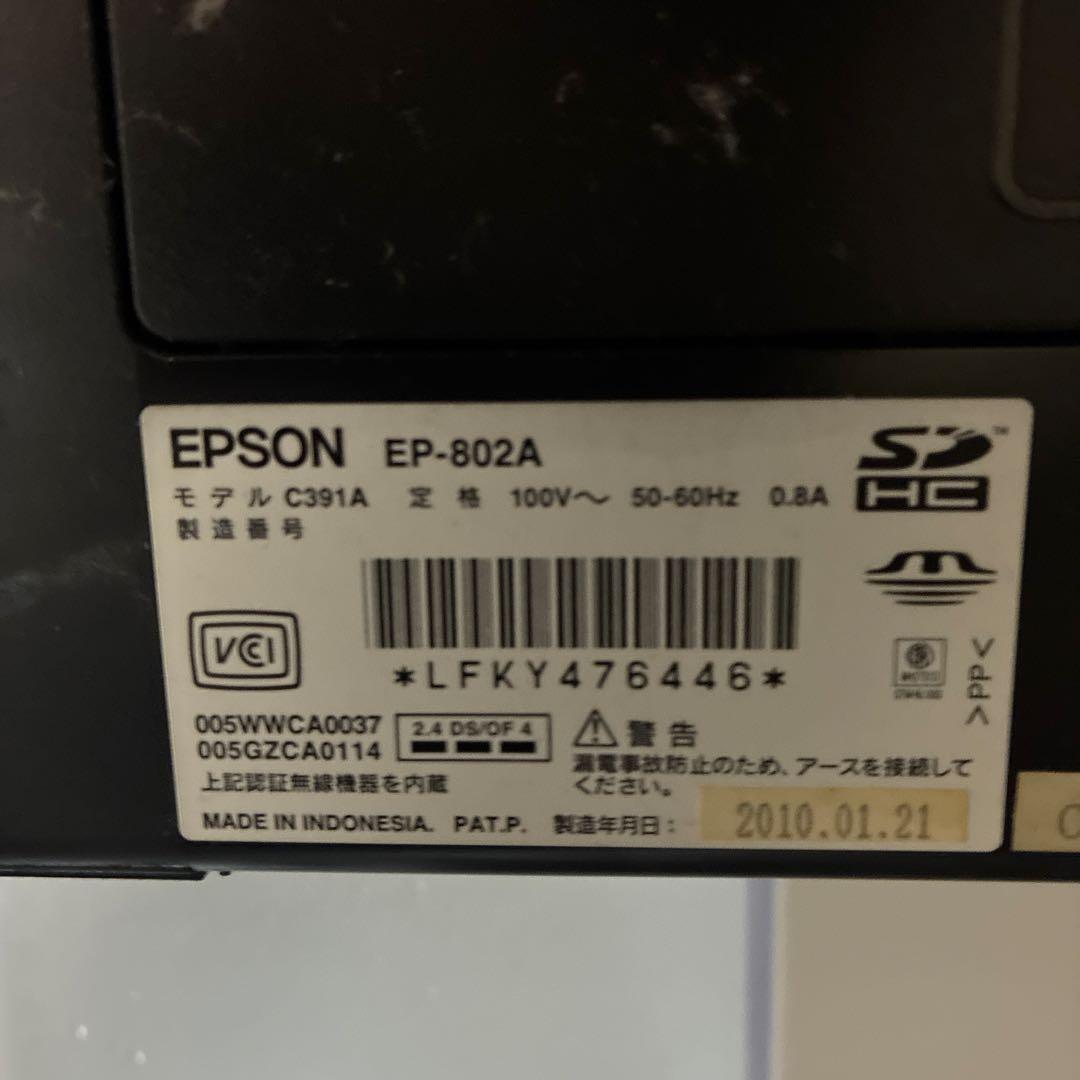 EPSON EP-802A
モデル C391A 定格 100V～ 50-60Hz 0.8A
製造番号
SD™
HC
VCCI
*LFKY476446*
>PP<
005WWCA0037
005GZCA0114
2.4 DS/OF 4
上記認証無線機器を内蔵
警告
漏電事故防止のため、アースを接続して
ください。
MADE IN INDONESIA. PAT.P. 製造年月日：
2010.01.21